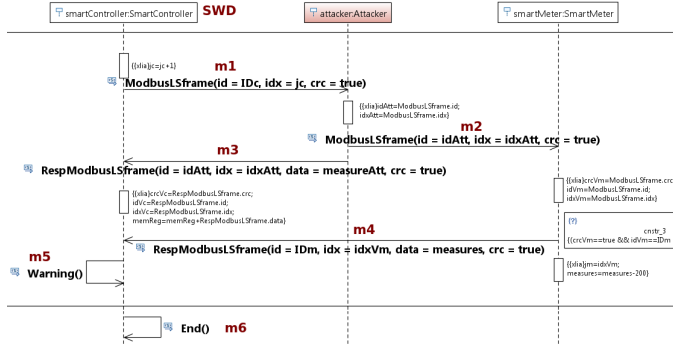 smartController:SmartController
SWD
attacker:Attacker
smartMeter:SmartMeter
{{xlia}jc=jc+1}
m1
ModbusLSframe(id = IDc, idx = jc, crc = true)
{{xlia}idAtt=ModbusLSframe.id;
idxAtt=ModbusLSframe.idx}
m2
ModbusLSframe(id = idAtt, idx = idxAtt, crc = true)
m3
RespModbusLSframe(id = idAtt, idx = idxAtt, data = measureAtt, crc = true)
{{xlia}crcVc=RespModbusLSframe.crc;
idVc=RespModbusLSframe.id;
idxVc=RespModbusLSframe.idx;
memReg=memReg+RespModbusLSframe.data}
{{xlia}crcVm=ModbusLSframe.crc
idVm=ModbusLSframe.id;
idxVm=ModbusLSframe.idx}
{?}
cnstr_3
{{crcVm==true && idVm==IDm
m4
RespModbusLSframe(id = IDm, idx = idxVm, data = measures, crc = true)
m5
Warning()
{{xlia}jm=idxVm;
measures=measures-200}
End()
m6